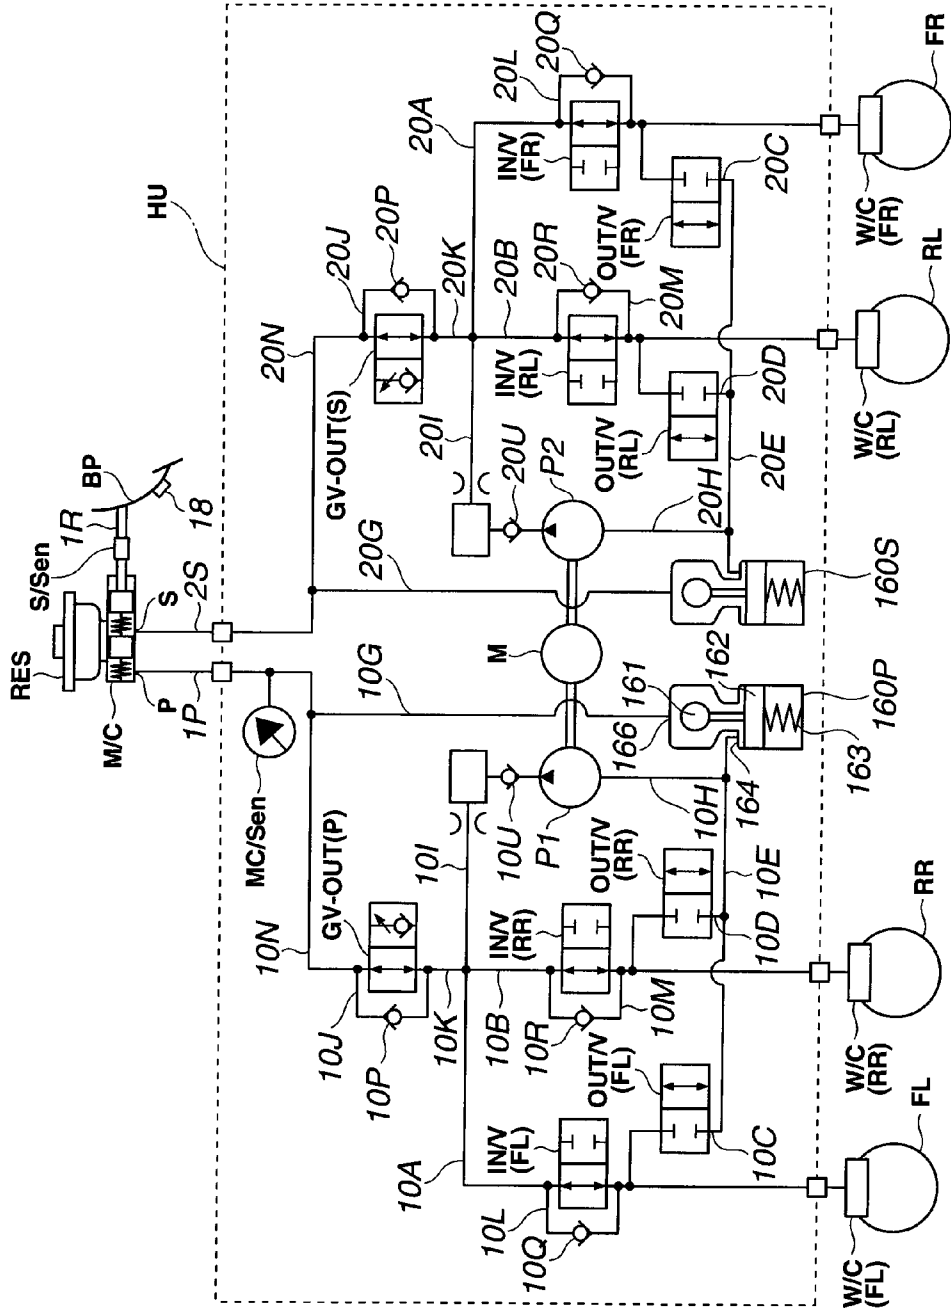 RES
S/Sen
1R
BP
18
M/C
P
S
1P
2S
HU
MC/Sen
10N
20N
GV-OUT(P)
GV-OUT(S)
10J
10P
10K
20J
20P
20K
10G
20G
10A
10B
10I
20I
20B
20A
10L
10Q
IN/V
(FL)
10R
10M
IN/V
(RR)
10U
P1
M
P2
20U
IN/V
(RL)
20R
20M
IN/V
(FR)
20L
20Q
OUT/V
(FL)
10C
OUT/V
(RR)
10D
10E
10H
166
161
162
164
163
160P
160S
20H
20E
OUT/V
(RL)
20D
OUT/V
(FR)
20C
W/C
(FL)
FL
W/C
(RR)
RR
W/C
(RL)
RL
W/C
(FR)
FR